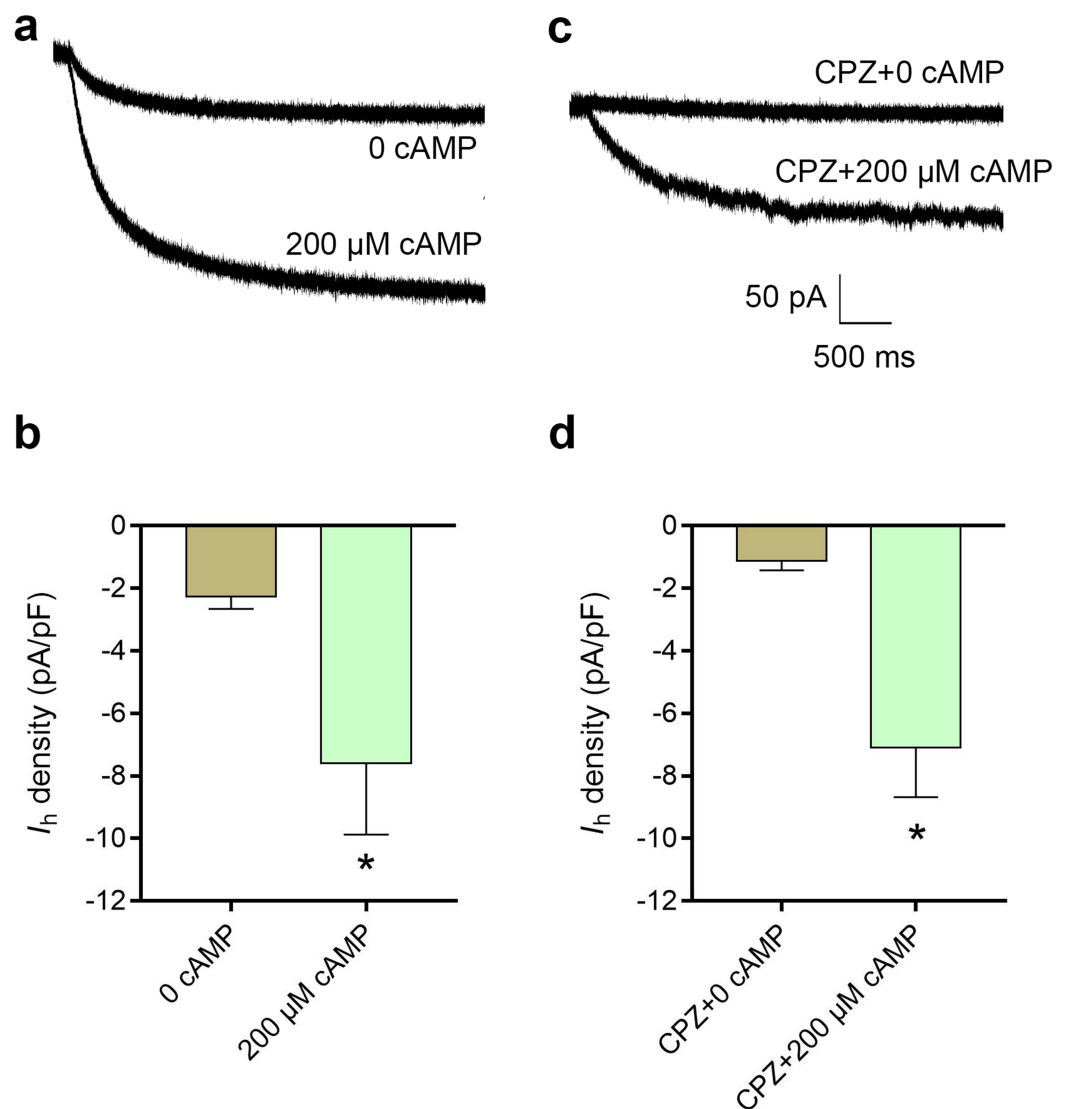 a
0 cAMP
200 µM cAMP
c
CPZ+0 cAMP
CPZ+200 µM cAMP
50 pA
500 ms
b
Ih density (pA/pF)
0
-2
-4
-6
-8
-10
-12
*
0 cAMP
200 µM cAMP
d
Ih density (pA/pF)
0
-2
-4
-6
-8
-10
-12
*
CPZ+0 cAMP
CPZ+200 µM cAMP